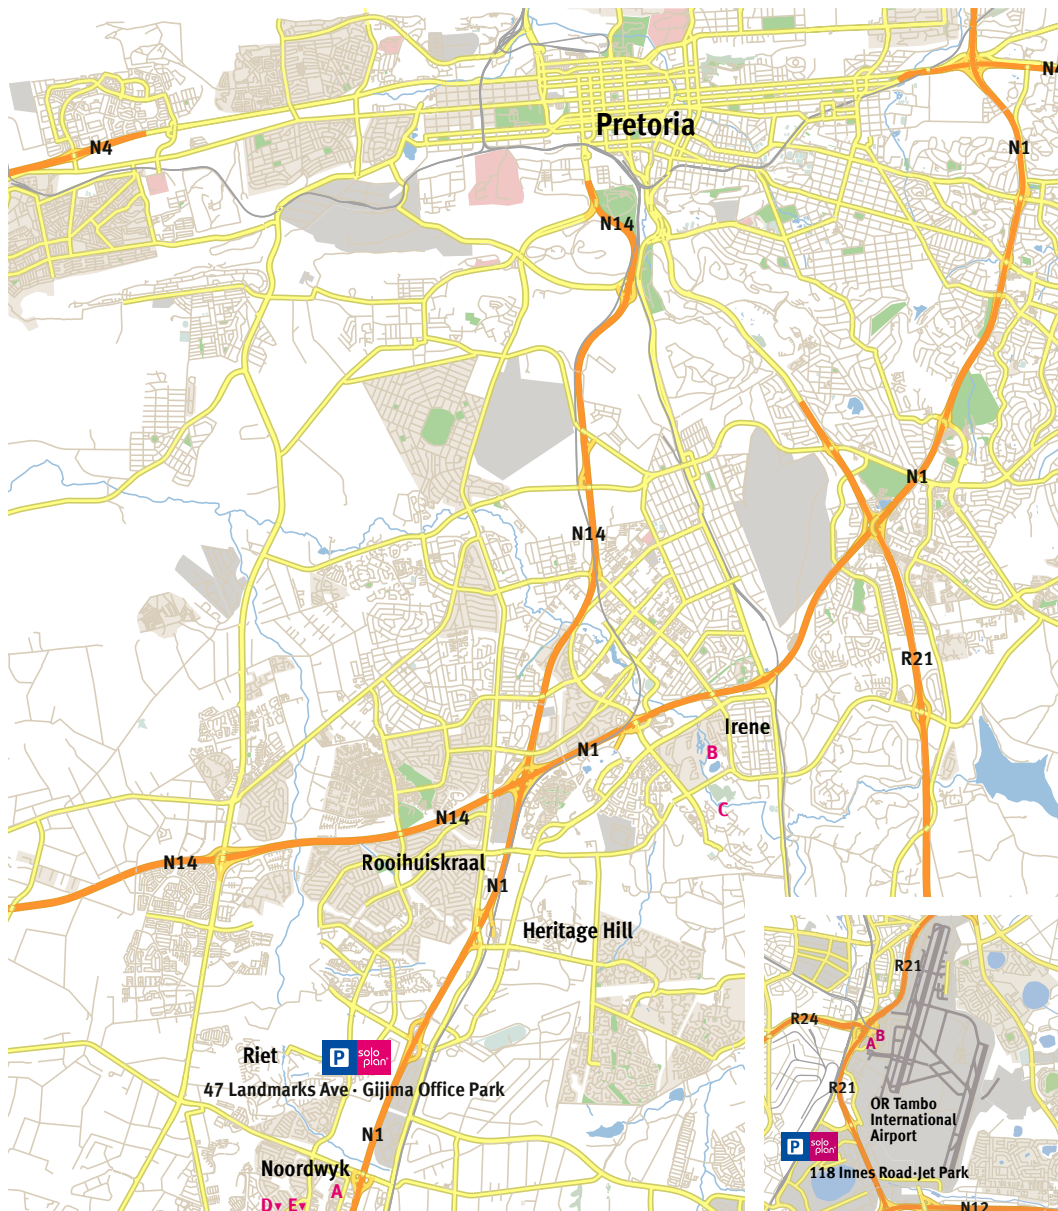 Pretoria
N4
N4
N1
N14
N1
N14
R21
Irene
B
N1
C
N14
N14
Rooihuiskraal
N1
Heritage Hill
Riet
P solo plan
47 Landmarks Ave · Gijima Office Park
N1
Noordwyk
A
D▾ E▾
R21
R24
B
A
R21
OR Tambo
International
Airport
P solo plan
118 Innes Road·Jet Park
N12